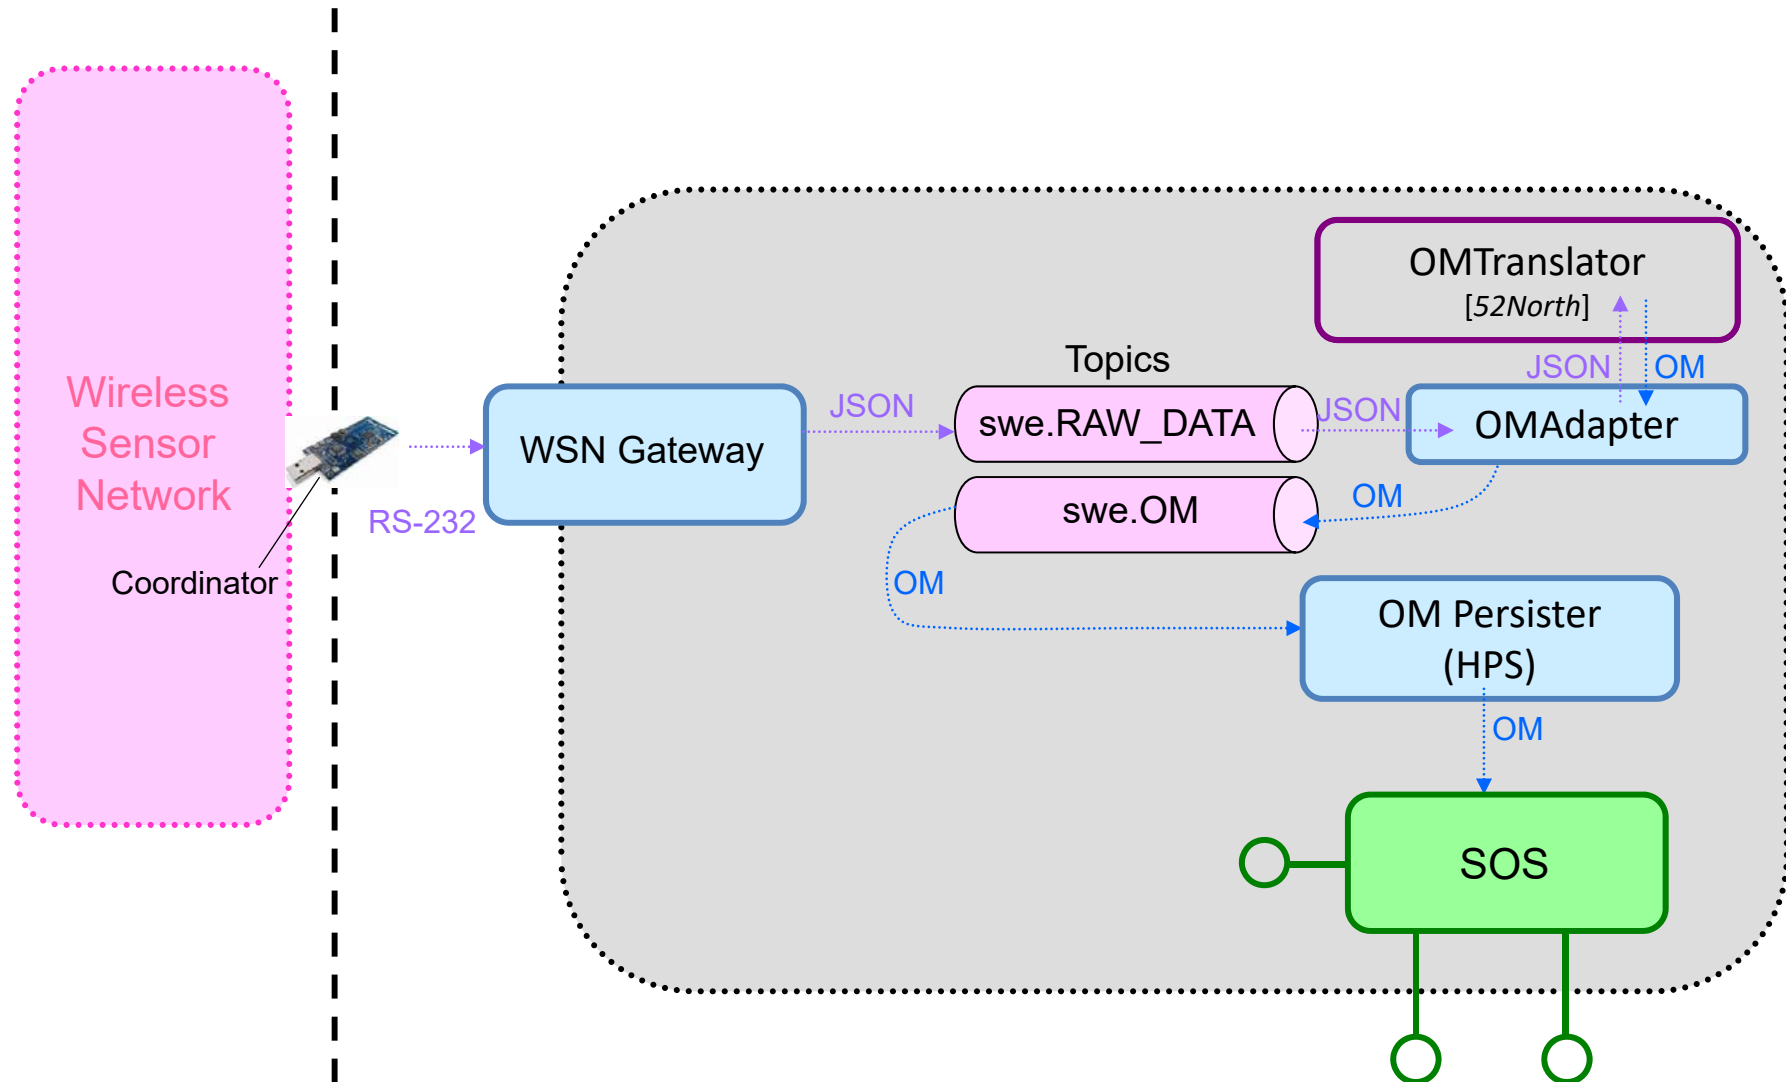 Wireless
Sensor
Network
Coordinator
RS-232
WSN Gateway
JSON
Topics
swe.RAW_DATA
swe.OM
JSON
OMTranslator
[52North]
JSON
OM
OMAdapter
OM
OM
OM Persister
(HPS)
OM
SOS